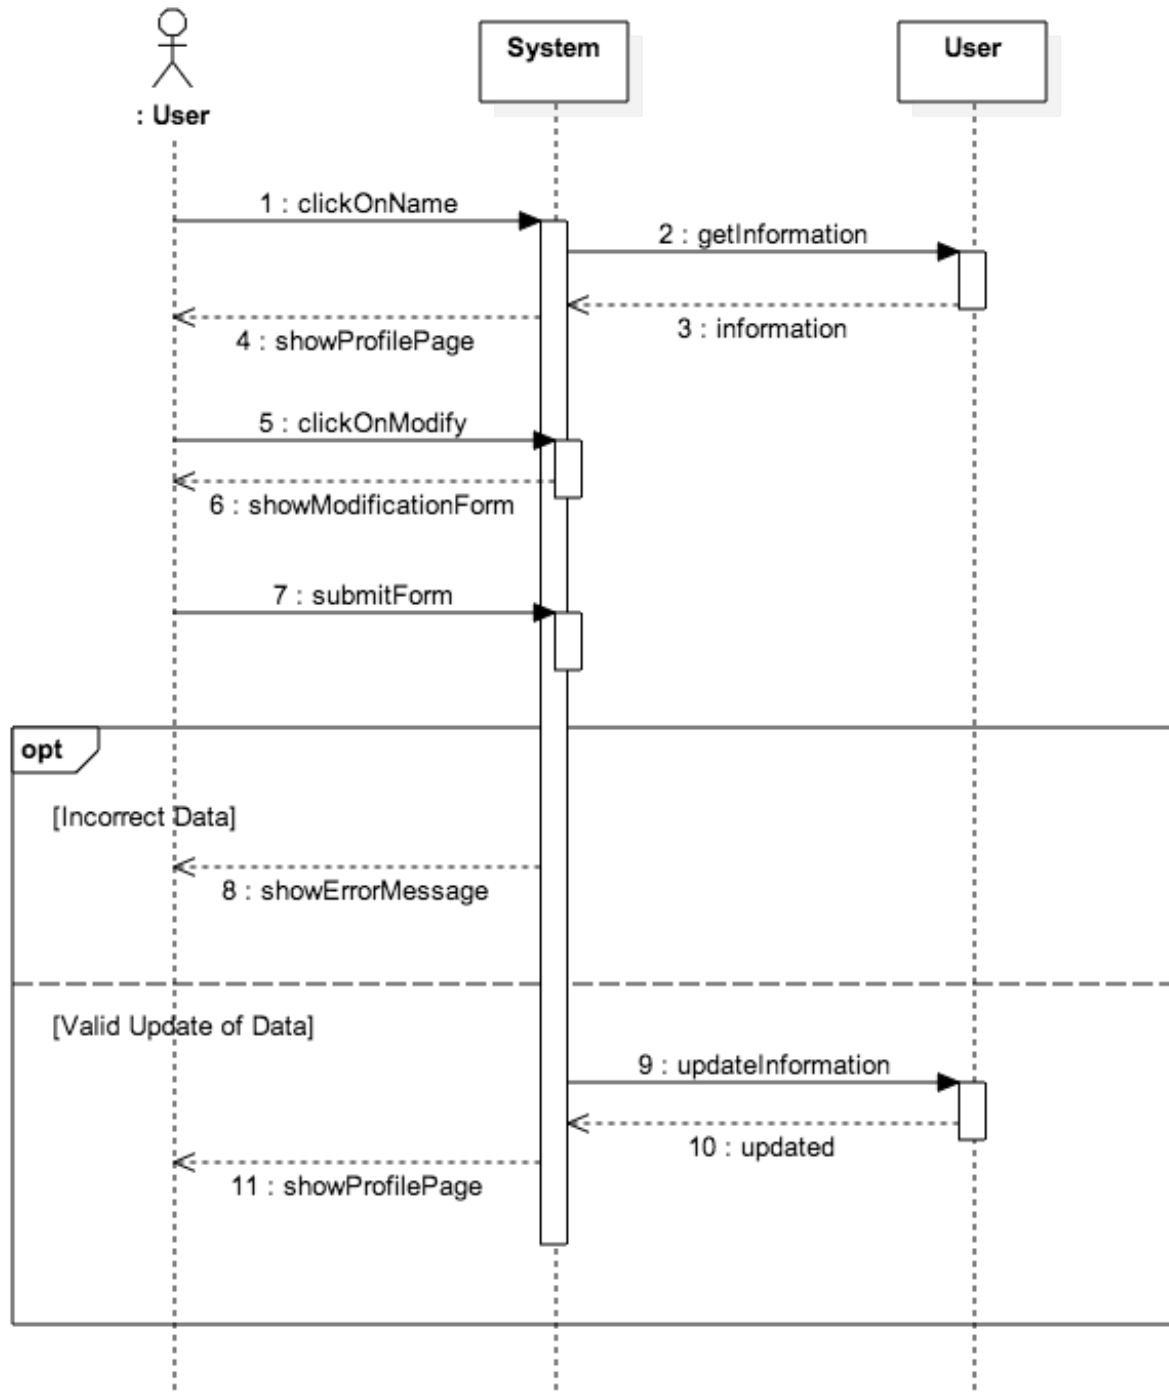 System
User
: User
1 : clickOnName
2 : getInformation
3 : information
4 : showProfilePage
5 : clickOnModify
6 : showModificationForm
7 : submitForm
opt
[Incorrect Data]
8 : showErrorMessage
[Valid Update of Data]
9 : updateInformation
10 : updated
11 : showProfilePage